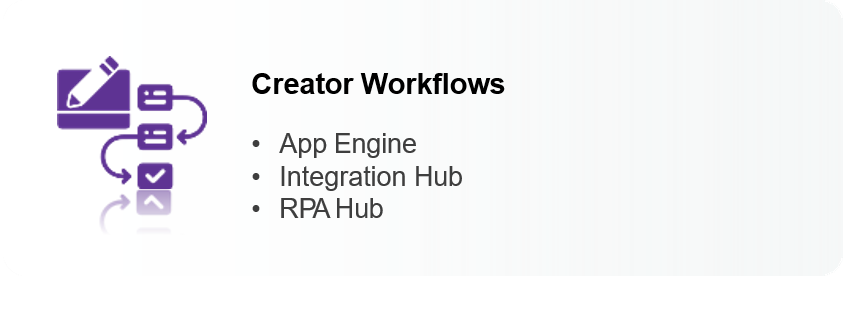 Creator Workflows
• App Engine
• Integration Hub
• RPA Hub